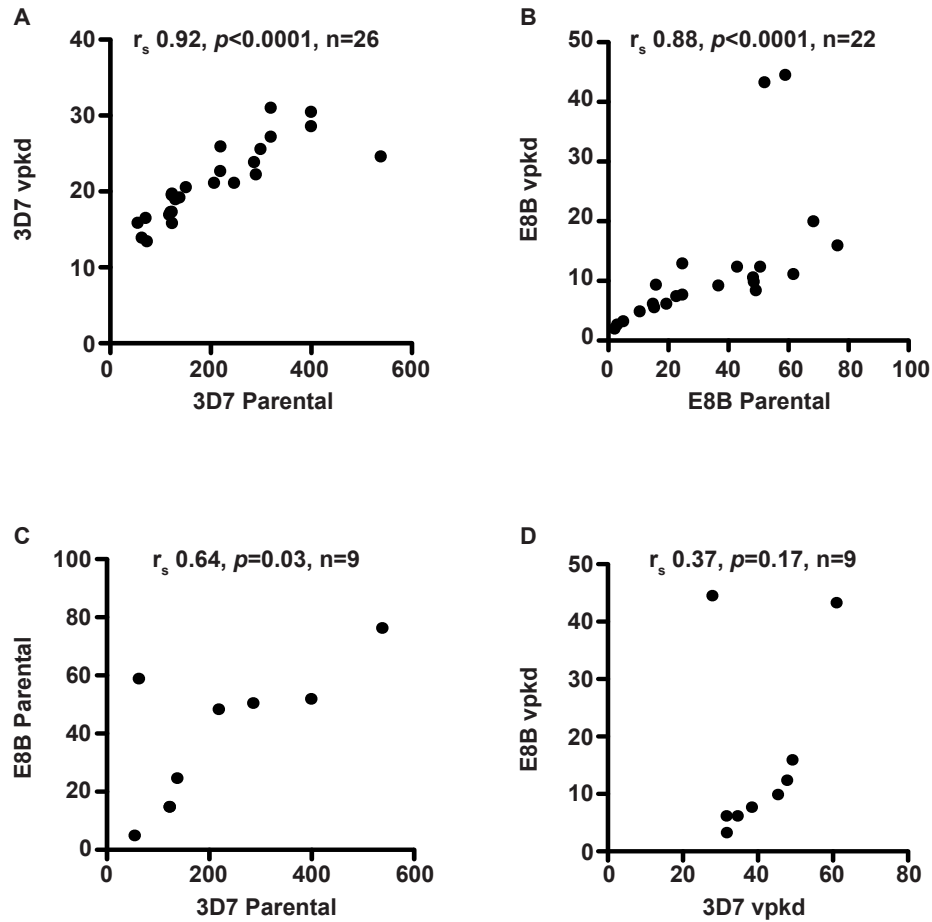 A
r_s 0.92, p<0.0001, n=26
40
30
20
10
0
3D7 vpkd
0 200 400 600
3D7 Parental
B
r_s 0.88, p<0.0001, n=22
50
40
30
20
10
0
E8B vpkd
0 20 40 60 80 100
E8B Parental
C
r_s 0.64, p=0.03, n=9
100
80
60
40
20
0
E8B Parental
0 200 400 600
3D7 Parental
D
r_s 0.37, p=0.17, n=9
50
40
30
20
10
0
E8B vpkd
0 20 40 60 80
3D7 vpkd